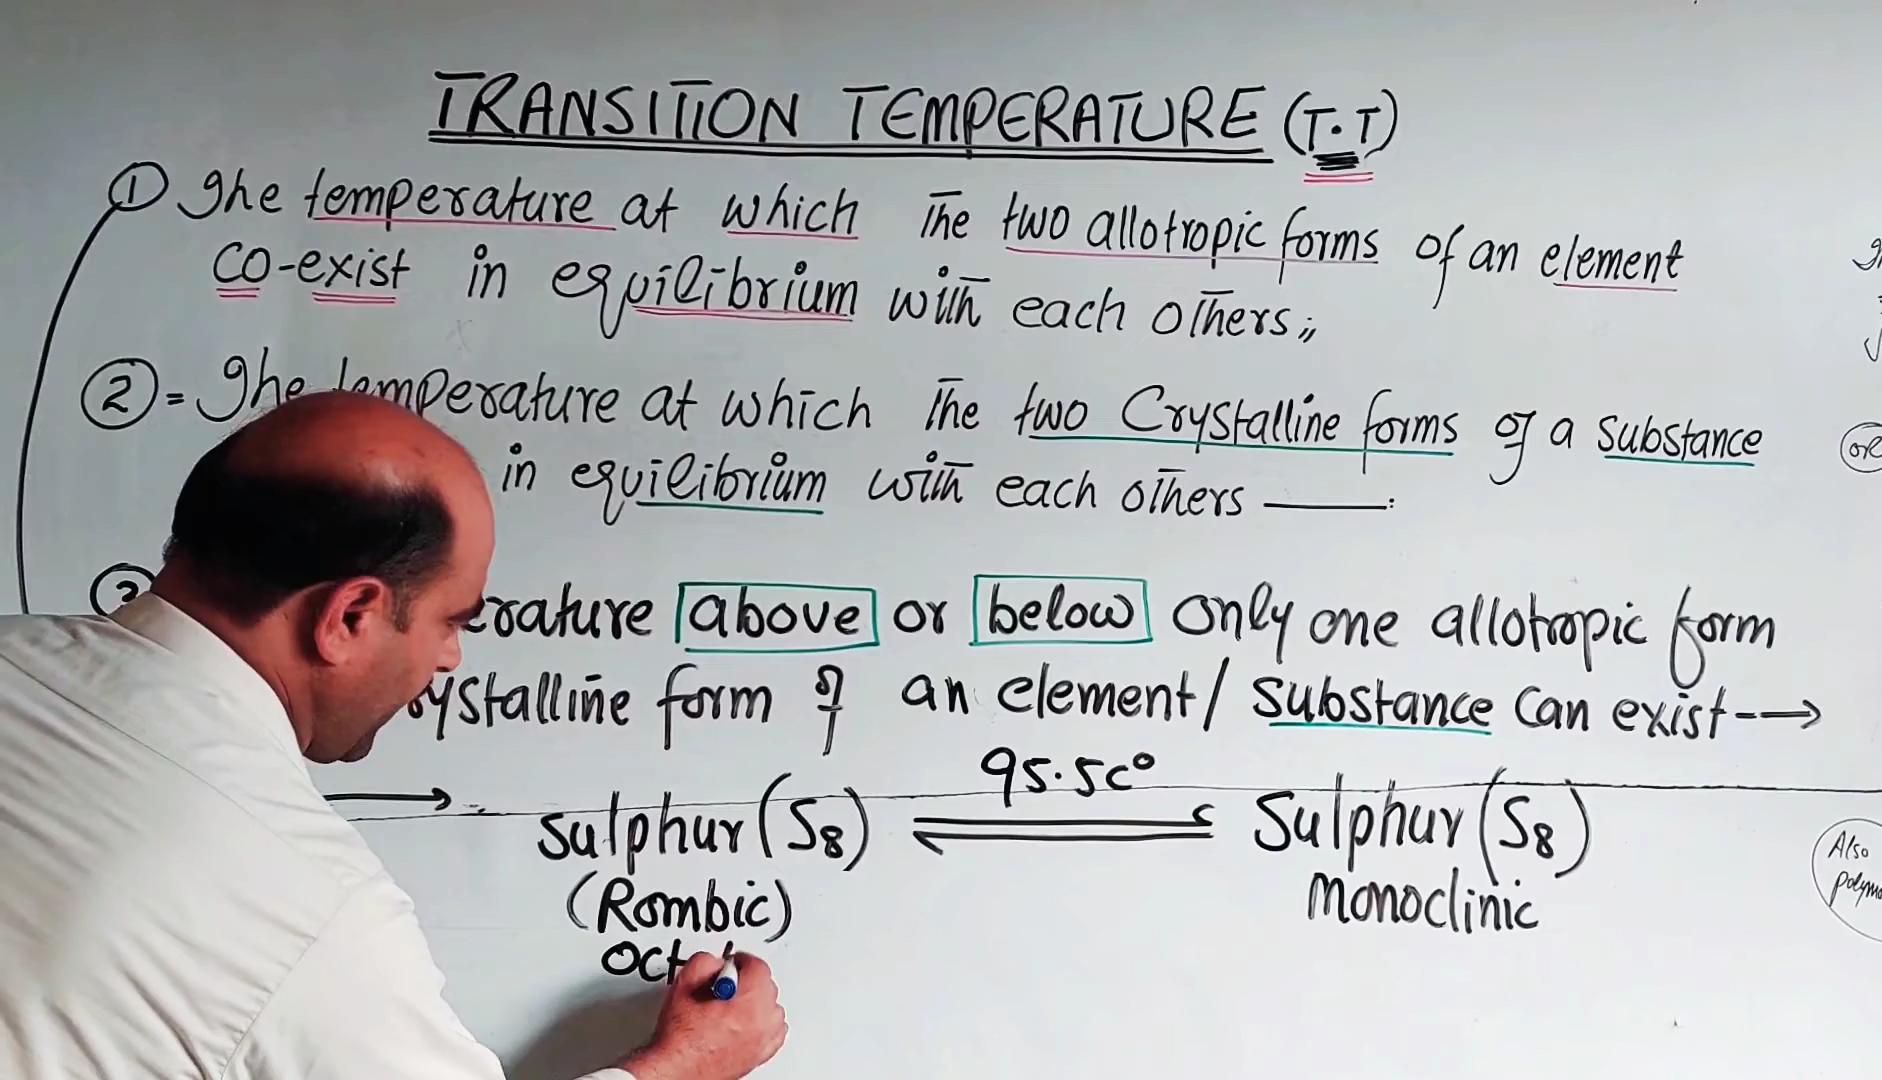 TRANSITION TEMPERATURE (T.T)
① The temperature at which the two allotropic forms of an element
co-exist in equilibrium with each others;,
② = The temperature at which the two Crystalline forms of a substance
in equilibrium with each others —:
③ above or below only one allotropic form
form of an element/substance can exist-->
95.5c°
→ Sulphur (S8) ⇌ Sulphur (S8)
(Rombic) Monoclinic
Oct
or
Also